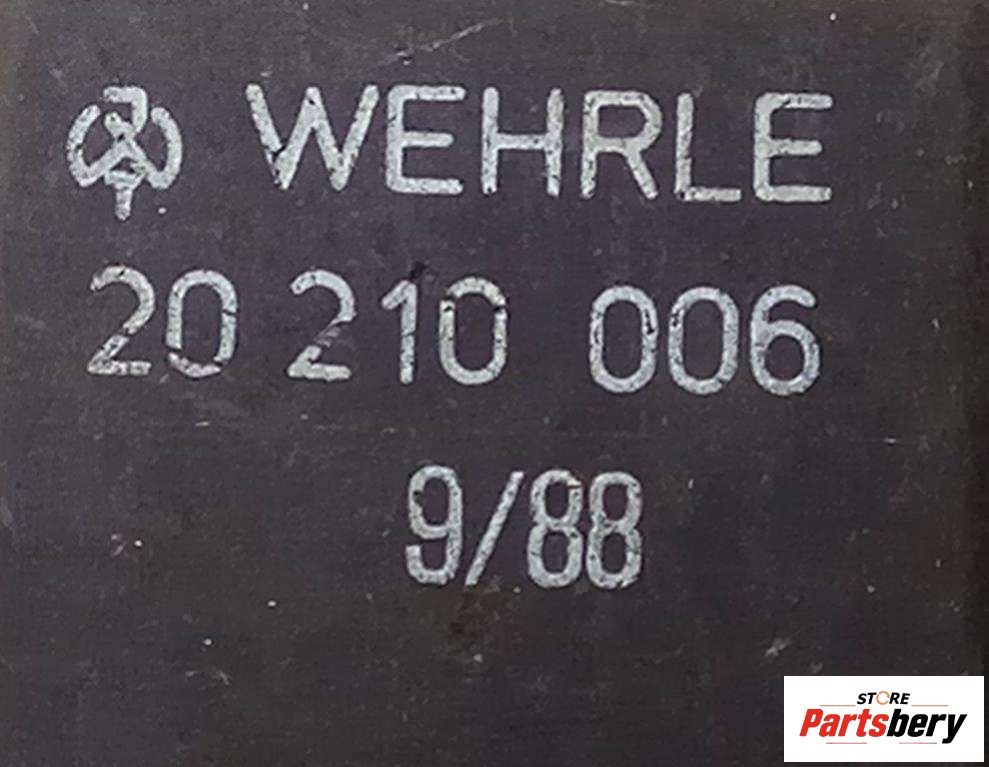 WEHRLE
20 210 006
9/88
STORE
Partsbery